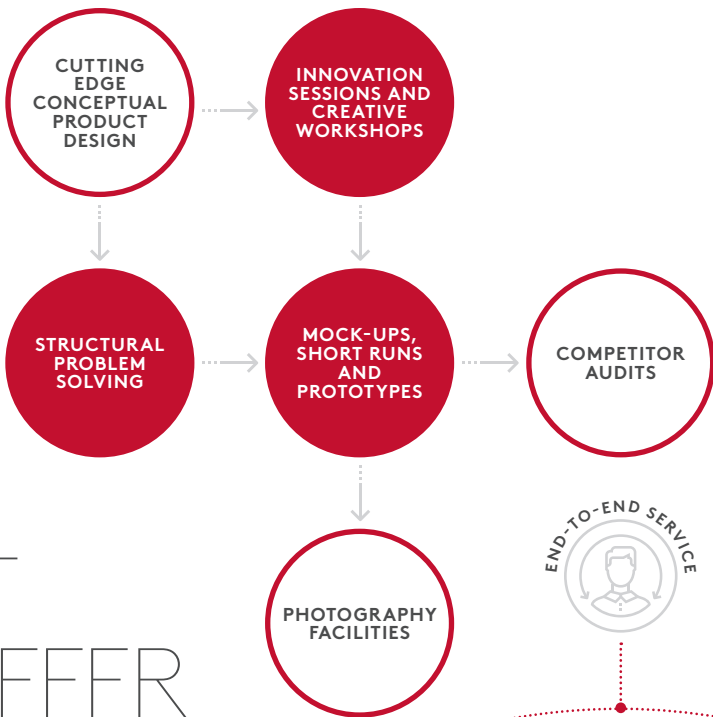 CUTTING
EDGE
CONCEPTUAL
PRODUCT
DESIGN
INNOVATION
SESSIONS AND
CREATIVE
WORKSHOPS
STRUCTURAL
PROBLEM
SOLVING
MOCK-UPS,
SHORT RUNS
AND
PROTOTYPES
COMPETITOR
AUDITS
END-TO-END SERVICE
PHOTOGRAPHY
FACILITIES